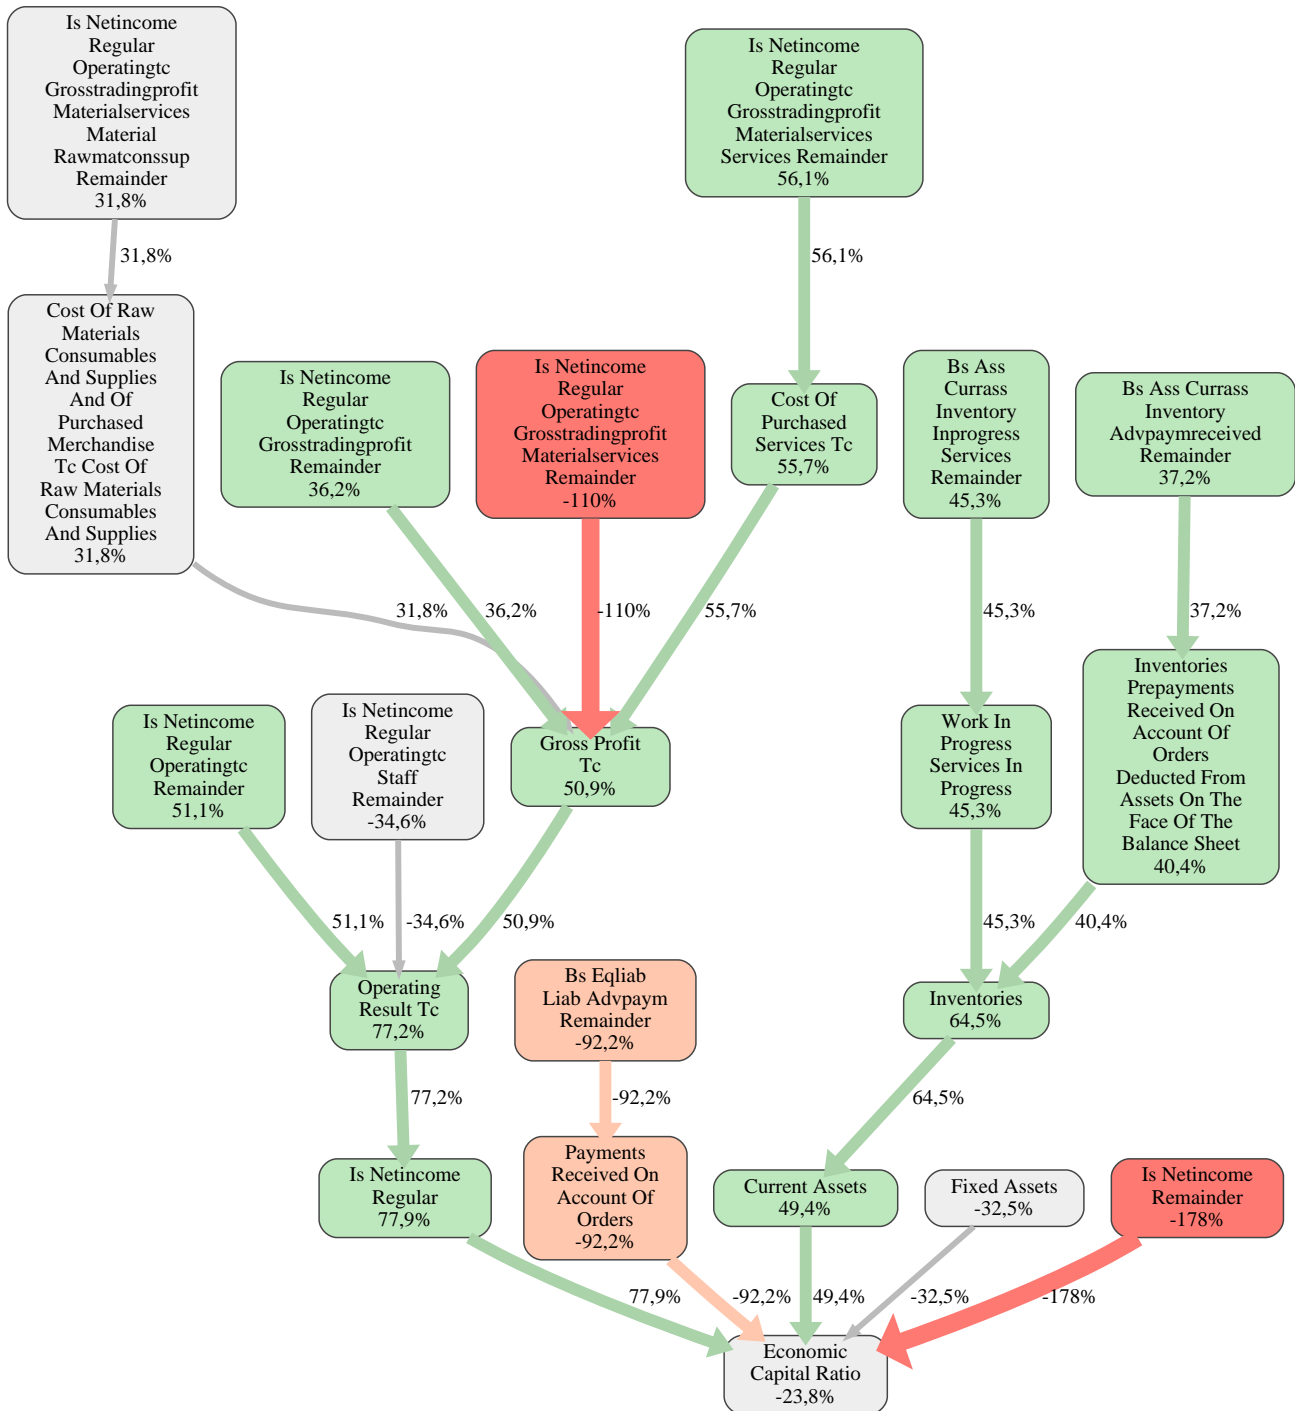 Is Netincome
Regular
Operatingtc
Grosstradingprofit
Materialservices
Material
Rawmatconssup
Remainder
31,8%
Is Netincome
Regular
Operatingtc
Grosstradingprofit
Materialservices
Services Remainder
56,1%
31,8%
56,1%
Cost Of Raw
Materials
Consumables
And Supplies
And Of
Purchased
Merchandise
Tc Cost Of
Raw Materials
Consumables
And Supplies
31,8%
Is Netincome
Regular
Operatingtc
Grosstradingprofit
Remainder
36,2%
Is Netincome
Regular
Operatingtc
Grosstradingprofit
Materialservices
Remainder
-110%
Cost Of
Purchased
Services Tc
55,7%
Bs Ass
Currass
Inventory
Inprogress
Services
Remainder
45,3%
Bs Ass Currass
Inventory
Advpaymreceived
Remainder
37,2%
31,8%
36,2%
-110%
55,7%
45,3%
37,2%
Is Netincome
Regular
Operatingtc
Remainder
51,1%
Is Netincome
Regular
Operatingtc
Staff
Remainder
-34,6%
Gross Profit
Tc
50,9%
Work In
Progress
Services In
Progress
45,3%
Inventories
Prepayments
Received On
Account Of
Orders
Deducted From
Assets On The
Face Of The
Balance Sheet
40,4%
51,1%
-34,6%
50,9%
45,3%
40,4%
Operating
Result Tc
77,2%
Bs Eqliab
Liab Advpaym
Remainder
-92,2%
Inventories
64,5%
77,2%
-92,2%
64,5%
Is Netincome
Regular
77,9%
Payments
Received On
Account Of
Orders
-92,2%
Current Assets
49,4%
Fixed Assets
-32,5%
Is Netincome
Remainder
-178%
77,9%
-92,2%
49,4%
-32,5%
-178%
Economic
Capital Ratio
-23,8%